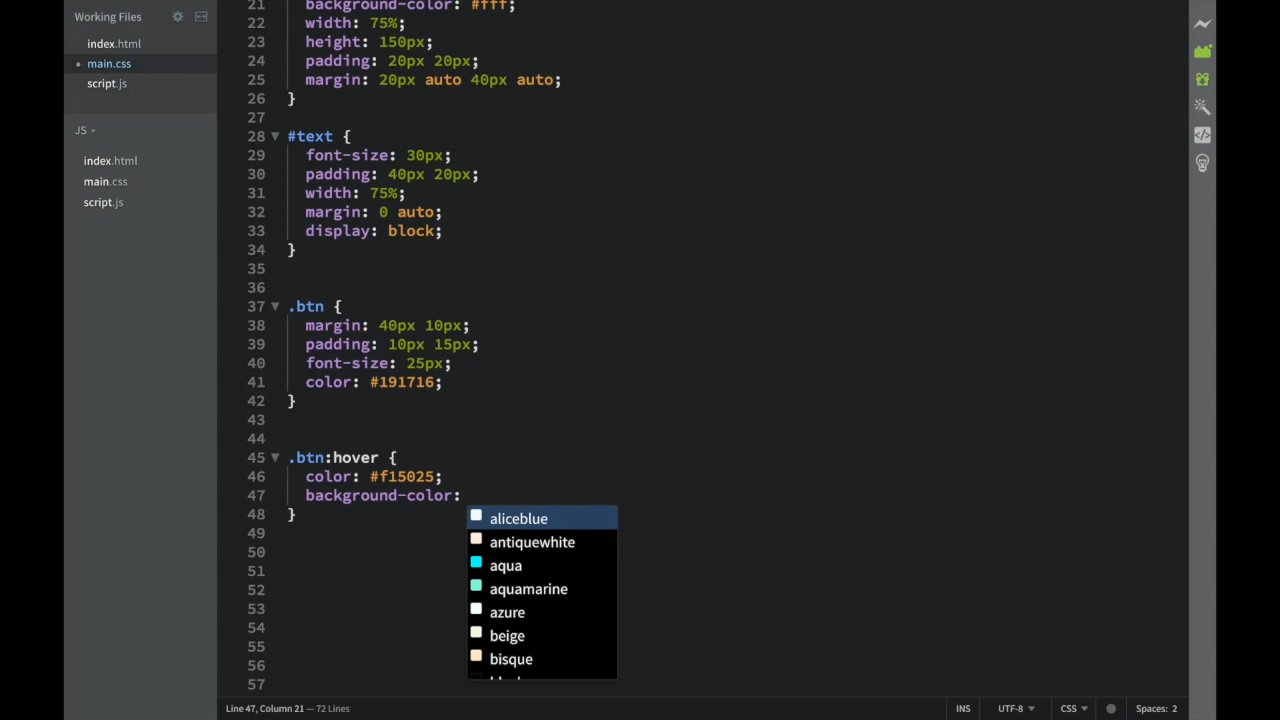 Working Files
index.html
main.css
script.js
JS
index.html
main.css
script.js
21 background-color: #fff;
22 width: 75%;
23 height: 150px;
24 padding: 20px 20px;
25 margin: 20px auto 40px auto;
26 }
27
28 #text {
29 font-size: 30px;
30 padding: 40px 20px;
31 width: 75%;
32 margin: 0 auto;
33 display: block;
34 }
35
36
37 .btn {
38 margin: 40px 10px;
39 padding: 10px 15px;
40 font-size: 25px;
41 color: #191716;
42 }
43
44
45 .btn:hover {
46 color: #f15025;
47 background-color:
48 }
49
50
51
52
53
54
55
56
57
aliceblue
antiquewhite
aqua
aquamarine
azure
beige
bisque
Line 47, Column 21 — 72 Lines
INS UTF-8 CSS Spaces: 2